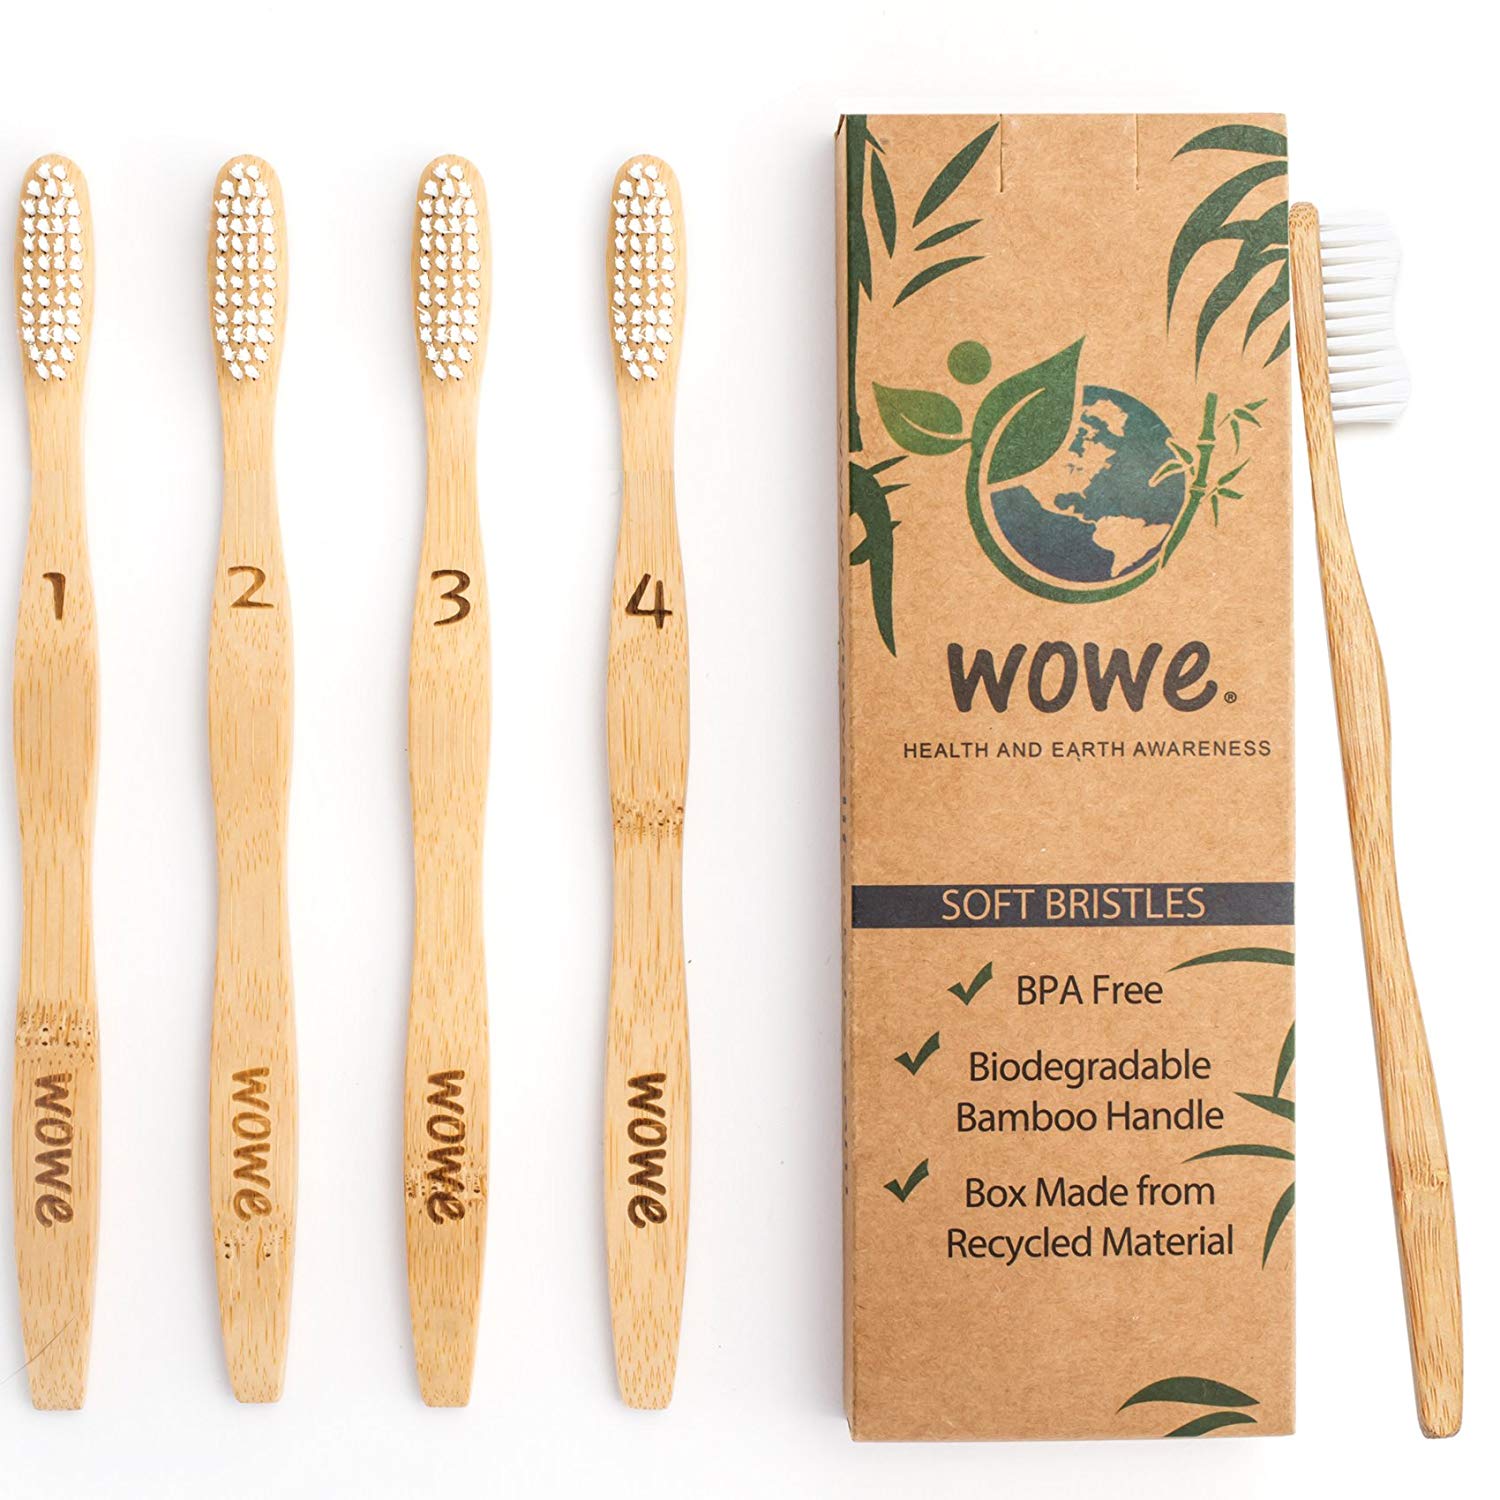 1
2
3
4
wowe
wowe
wowe
wowe
wowe®
HEALTH AND EARTH AWARENESS
SOFT BRISTLES
BPA Free
Biodegradable
Bamboo Handle
Box Made from
Recycled Material